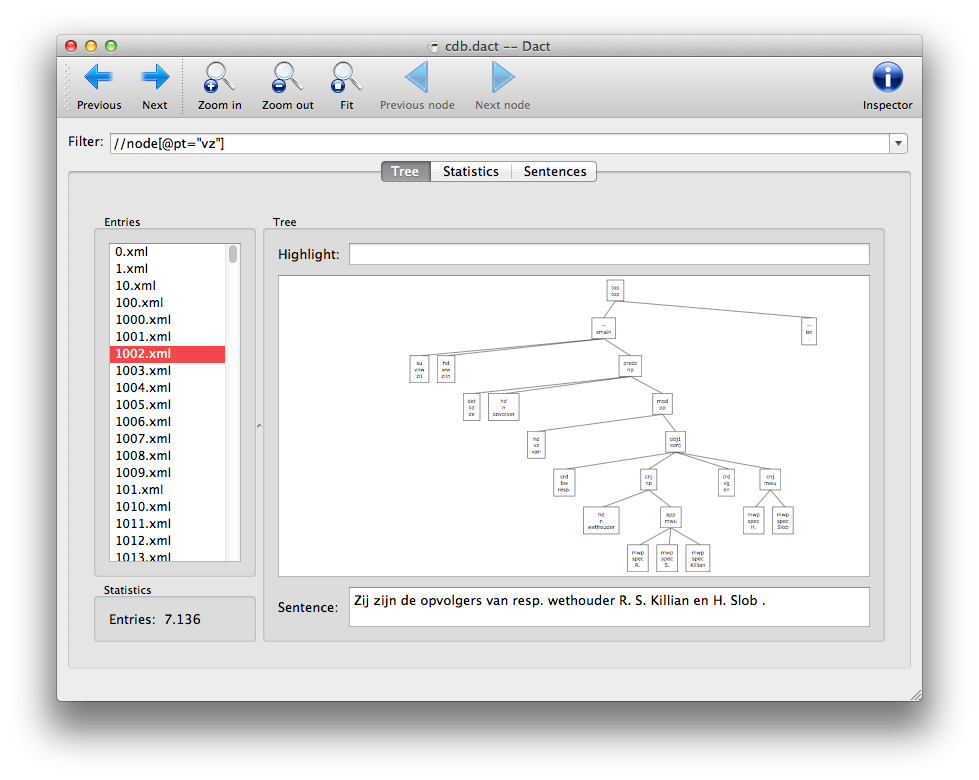 cdb.dact -- Dact
Previous Next Zoom in Zoom out Fit Previous node Next node Inspector
Filter: //node[@pt="vz"]
Tree Statistics Sentences
Entries
0.xml
1.xml
10.xml
100.xml
1000.xml
1001.xml
1002.xml
1003.xml
1004.xml
1005.xml
1006.xml
1007.xml
1008.xml
1009.xml
101.xml
1010.xml
1011.xml
1012.xml
1013.xml
Statistics
Entries: 7.136
Tree
Highlight:
top
top
--
smain
--
let
.
su
vnw
zij
hd
ww
zijn
predc
np
det
lid
de
hd
n
opvolger
mod
pp
hd
vz
van
obj1
conj
crd
bw
resp.
cnj
np
crd
vg
en
cnj
mwu
hd
n
wethouder
app
mwu
mwp
spec
H.
mwp
spec
Slob
mwp
spec
R.
mwp
spec
S.
mwp
spec
Killian
Sentence: Zij zijn de opvolgers van resp. wethouder R. S. Killian en H. Slob .